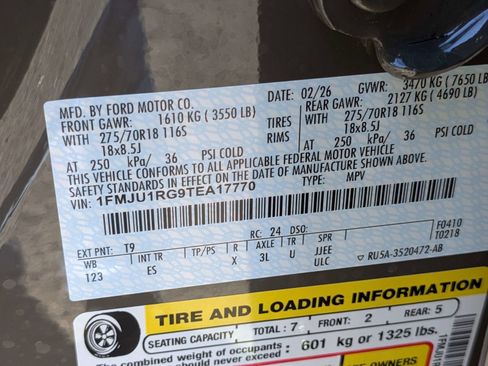 MFD. BY FORD MOTOR CO.
02/26 GVWR: 3470 KG (7650 LB)
FRONT GAWR: 1610 KG (3550 LB) REAR GAWR: 2127 KG (4690 LB)
WITH 275/70R18 116S TIRES WITH 275/70R18 116S
18x8.5J RIMS 18x8.5J
AT 250 kPa/ 36 PSI COLD AT 250 kPa/ 36 PSI COLD
THIS VEHICLE CONFORMS TO ALL APPLICABLE FEDERAL MOTOR VEHICLE
SAFETY STANDARDS IN EFFECT ON THE DATE OF MANUFACTURE SHOWN ABOVE.
VIN: 1FMJU1RG9TEA17770 TYPE: MPV
F0410
T0218
EXT PNT: T9 RC: 24 DSO:
WB INT TR TP/PS R AXLE TR SPR
123 ES X 3L U JJEE
ULC RU5A-3520472-AB
TIRE AND LOADING INFORMATION
SEATING CAPACITY TOTAL: 7 FRONT: 2 REAR: 5
The combined weight of occupants
should never exceed 601 kg or 1325 lbs.
OWNERS